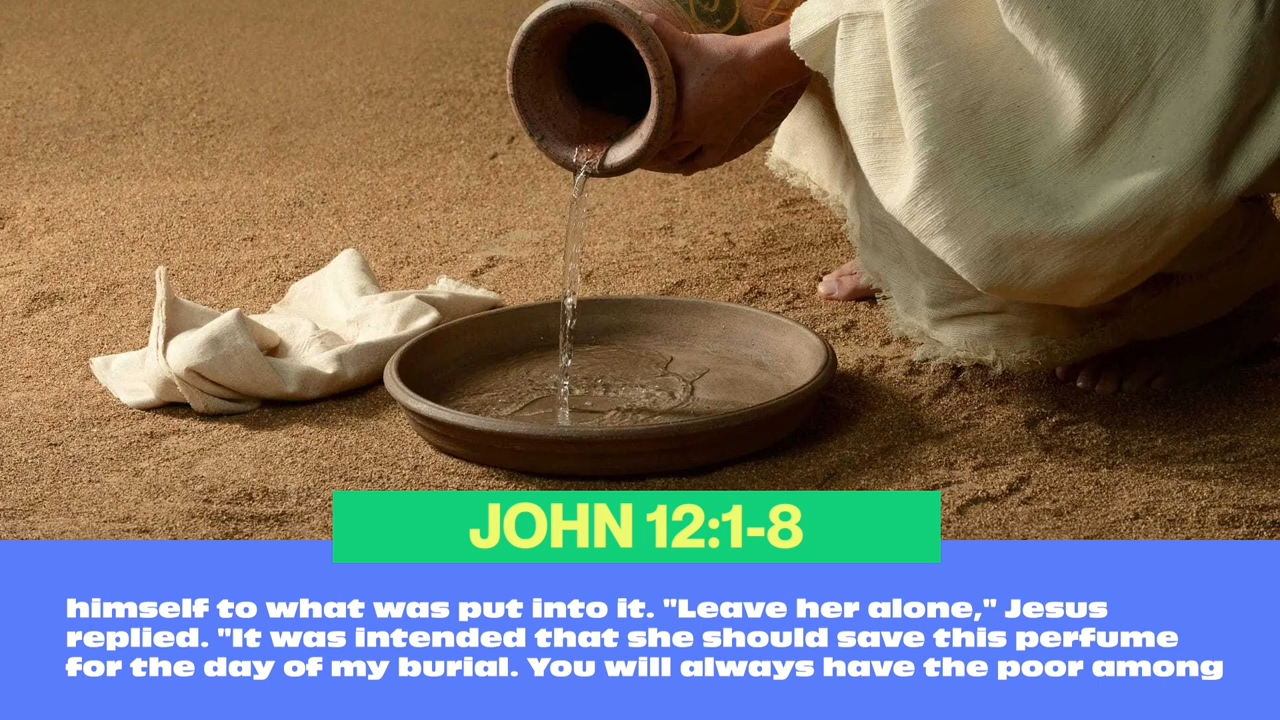 JOHN 12:1-8
himself to what was put into it. "Leave her alone," Jesus
replied. "It was intended that she should save this perfume
for the day of my burial. You will always have the poor among